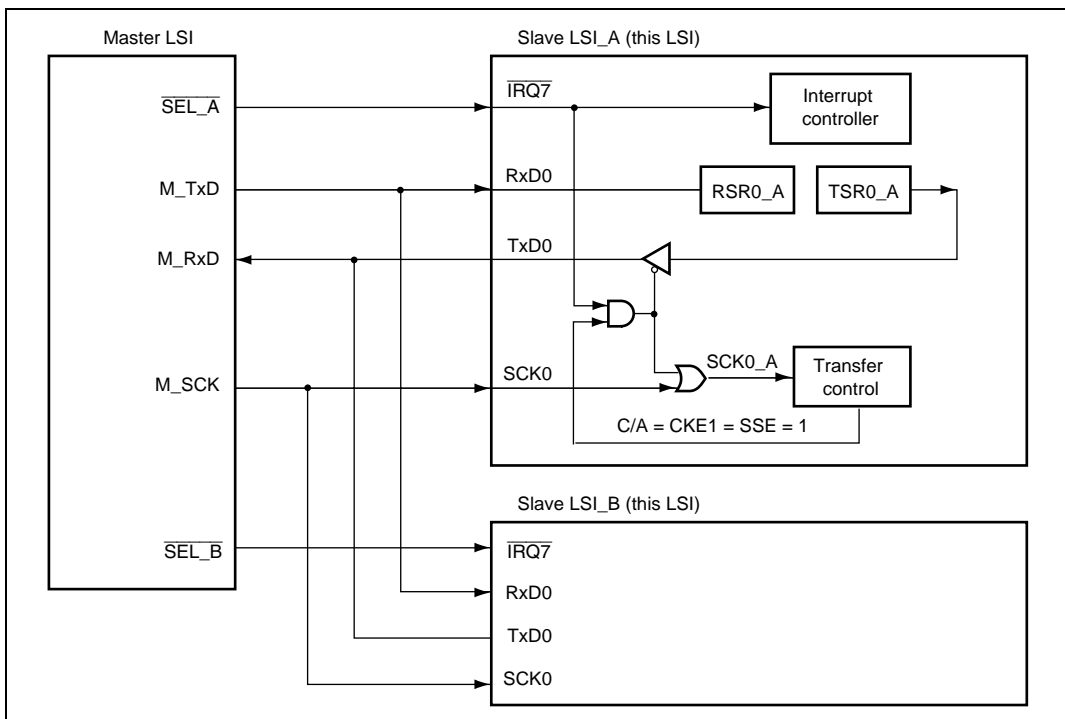 Master LSI
SEL_A
M_TxD
M_RxD
M_SCK
SEL_B
Slave LSI_A (this LSI)
IRQ7
Interrupt
controller
RxD0
RSR0_A
TSR0_A
TxD0
SCK0
SCK0_A
Transfer
control
C/A = CKE1 = SSE = 1
Slave LSI_B (this LSI)
IRQ7
RxD0
TxD0
SCK0